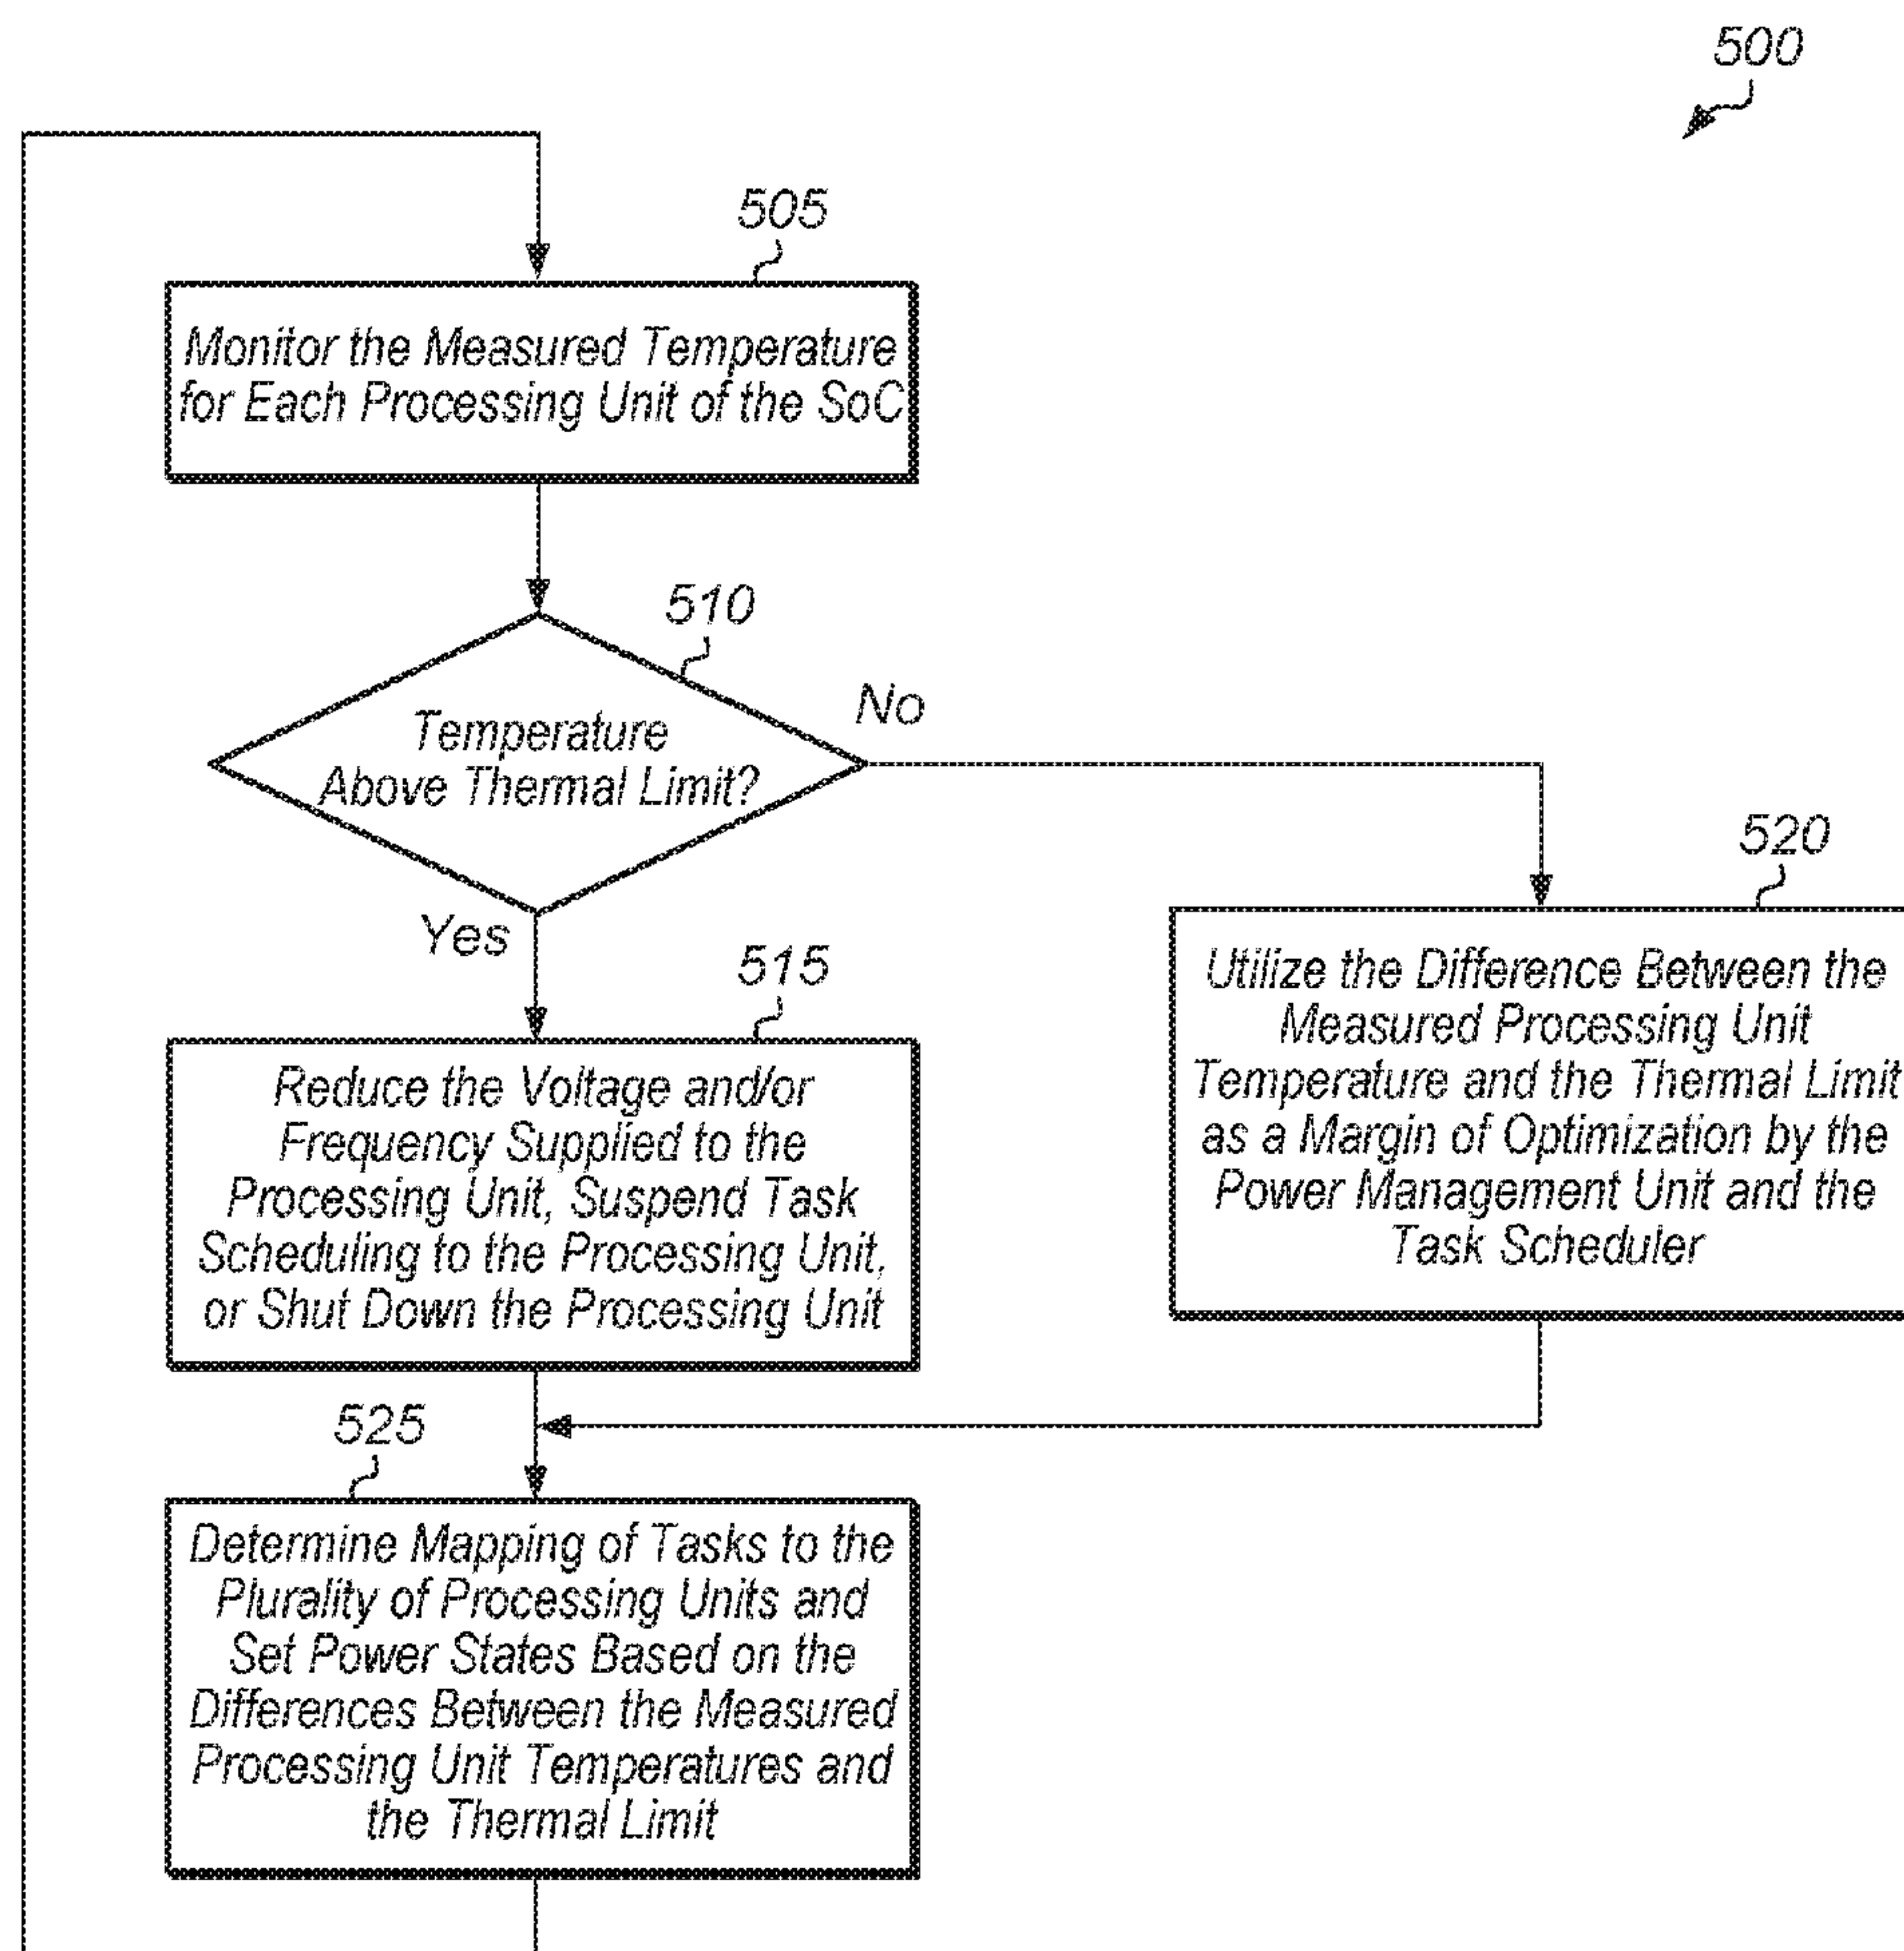 500
505
Monitor the Measured Temperature
for Each Processing Unit of the SoC
510
Temperature
Above Thermal Limit?
No
Yes
515
Reduce the Voltage and/or
Frequency Supplied to the
Processing Unit, Suspend Task
Scheduling to the Processing Unit,
or Shut Down the Processing Unit
520
Utilize the Difference Between the
Measured Processing Unit
Temperature and the Thermal Limit
as a Margin of Optimization by the
Power Management Unit and the
Task Scheduler
525
Determine Mapping of Tasks to the
Plurality of Processing Units and
Set Power States Based on the
Differences Between the Measured
Processing Unit Temperatures and
the Thermal Limit